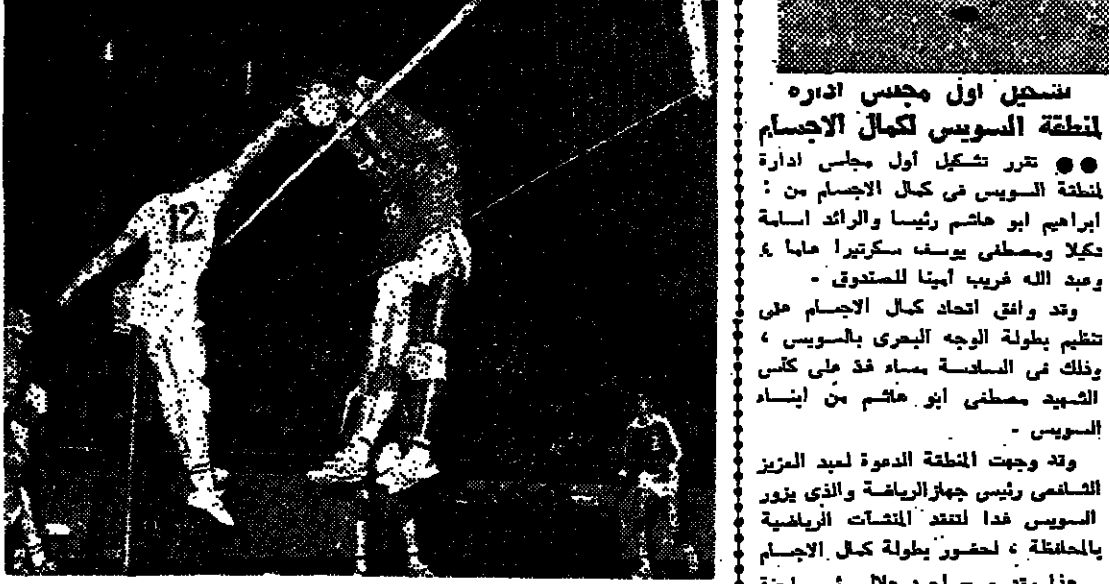 تشكيل اول مجلس اداره
لمنطقة السويس لكمال الاجسام
●● تقرر تشكيل أول مجلس ادارة
لمنطقة السويس فى كمال الاجسام من :
ابراهيم ابو هاشم رئيسا والرائد اسامة
وكيلا ومصطفى يوسف سكرتيرا عاما ،
وعبد الله غريب أمينا للصندوق .
وقد وافق اتحاد كمال الاجسام على
تنظيم بطولة الوجه البحرى بالسويس ،
وذلك فى السادسة مساء غد على كأس
الشهيد مصطفى ابو هاشم من ابناء
السويس .
وقد وجهت المنطقة الدعوة لعبد العزيز
الشافعى رئيس جهاز الرياضة والذى يزور
السويس غدا لتفقد المنشآت الرياضية
بالمحافظة ، لحضور بطولة كمال الاجسام
12